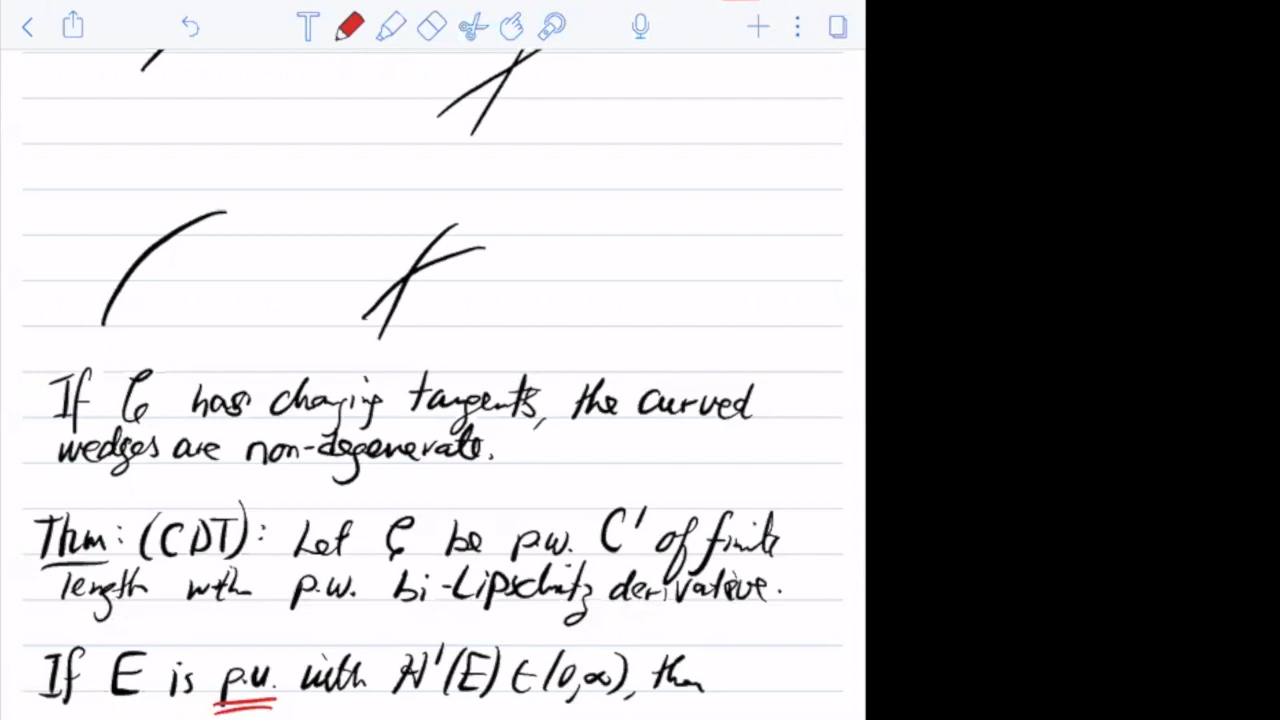 If 𝒞 has changing tangents, the curved
wedges are non-degenerate.
Thm: (CDT): Let 𝒞 be p.w. C¹ of finite
length with p.w. bi-Lipschitz derivative.
If E is p.u. with H¹(E) ∈ (0,∞), then